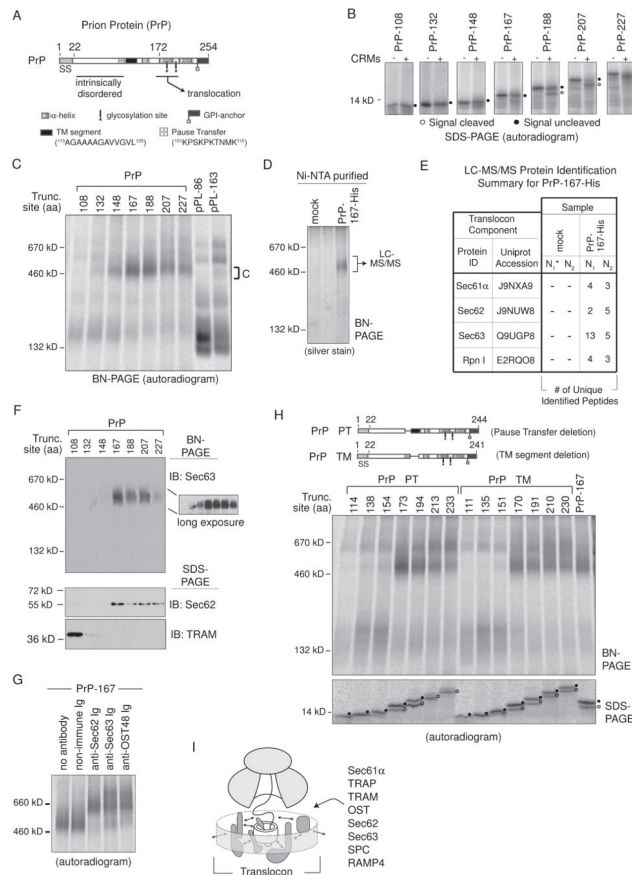 A
Prion Protein (PrP)
1 22 172 254
PrP
SS
intrinsically
disordered
translocation
α-helix
glycosylation site
GPI-anchor
TM segment
Pause Transfer
B
PrP-108
PrP-132
PrP-148
PrP-167
PrP-188
PrP-207
PrP-227
CRMs - + - + - + - + - + - + - +
14 kD
Signal cleaved
Signal uncleaved
SDS-PAGE (autoradiogram)
C
PrP
Trunc. site (aa)
108 132 148 167 188 207 227 pPL-86 pPL-163
670 kD
460 kD
132 kD
C
BN-PAGE (autoradiogram)
D
Ni-NTA purified
mock
PrP-167-His
670 kD
460 kD
132 kD
LC-MS/MS
BN-PAGE
(silver stain)
E
LC-MS/MS Protein Identification
Summary for PrP-167-His
Translocon Component
Sample
Protein ID
Uniprot Accession
mock
PrP-167-His
N1* N2 N1 N2
Sec61α J9NXA9 - - 4 3
Sec62 J9NUW8 - - 2 5
Sec63 Q9UGP8 - - 13 5
Rpn I E2RQO8 - - 4 3
# of Unique
Identified Peptides
F
PrP
Trunc. site (aa)
108 132 148 167 188 207 227
BN-PAGE
IB: Sec63
670 kD
460 kD
132 kD
long exposure
SDS-PAGE
72 kD
55 kD
IB: Sec62
36 kD
IB: TRAM
G
PrP-167
no antibody
non-immune Ig
anti-Sec62 Ig
anti-Sec63 Ig
anti-OST48 Ig
660 kD
460 kD
(autoradiogram)
H
1 22 244
PrP PT
(Pause Transfer deletion)
1 22 241
PrP TM
(TM segment deletion)
SS
PrP PT
PrP TM
Trunc. site (aa)
114 138 154 173 194 213 233 111 135 151 170 191 210 230 PrP-167
670 kD
460 kD
132 kD
BN-PAGE
14 kD
SDS-PAGE
(autoradiogram)
I
Sec61α
TRAP
TRAM
OST
Sec62
Sec63
SPC
RAMP4
Translocon